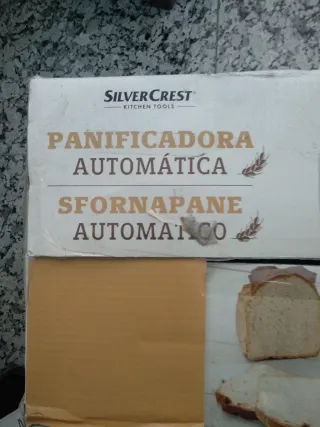 SILVERCREST®
KITCHEN TOOLS
PANIFICADORA
AUTOMÁTICA
SFORNAPANE
AUTOMATICO